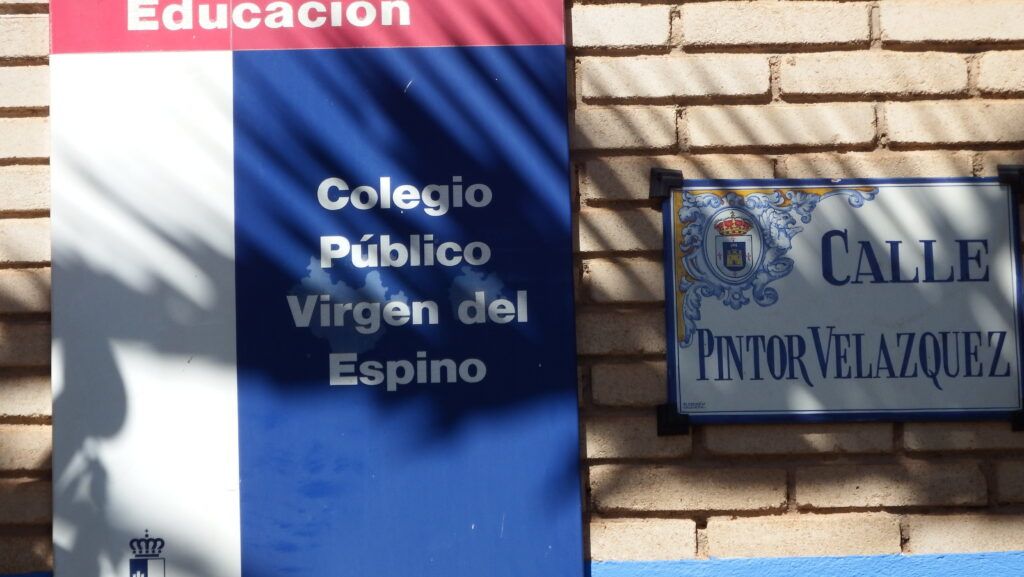 Educación
Colegio
Público
Virgen del
Espino
CALLE
PINTOR VELAZQUEZ